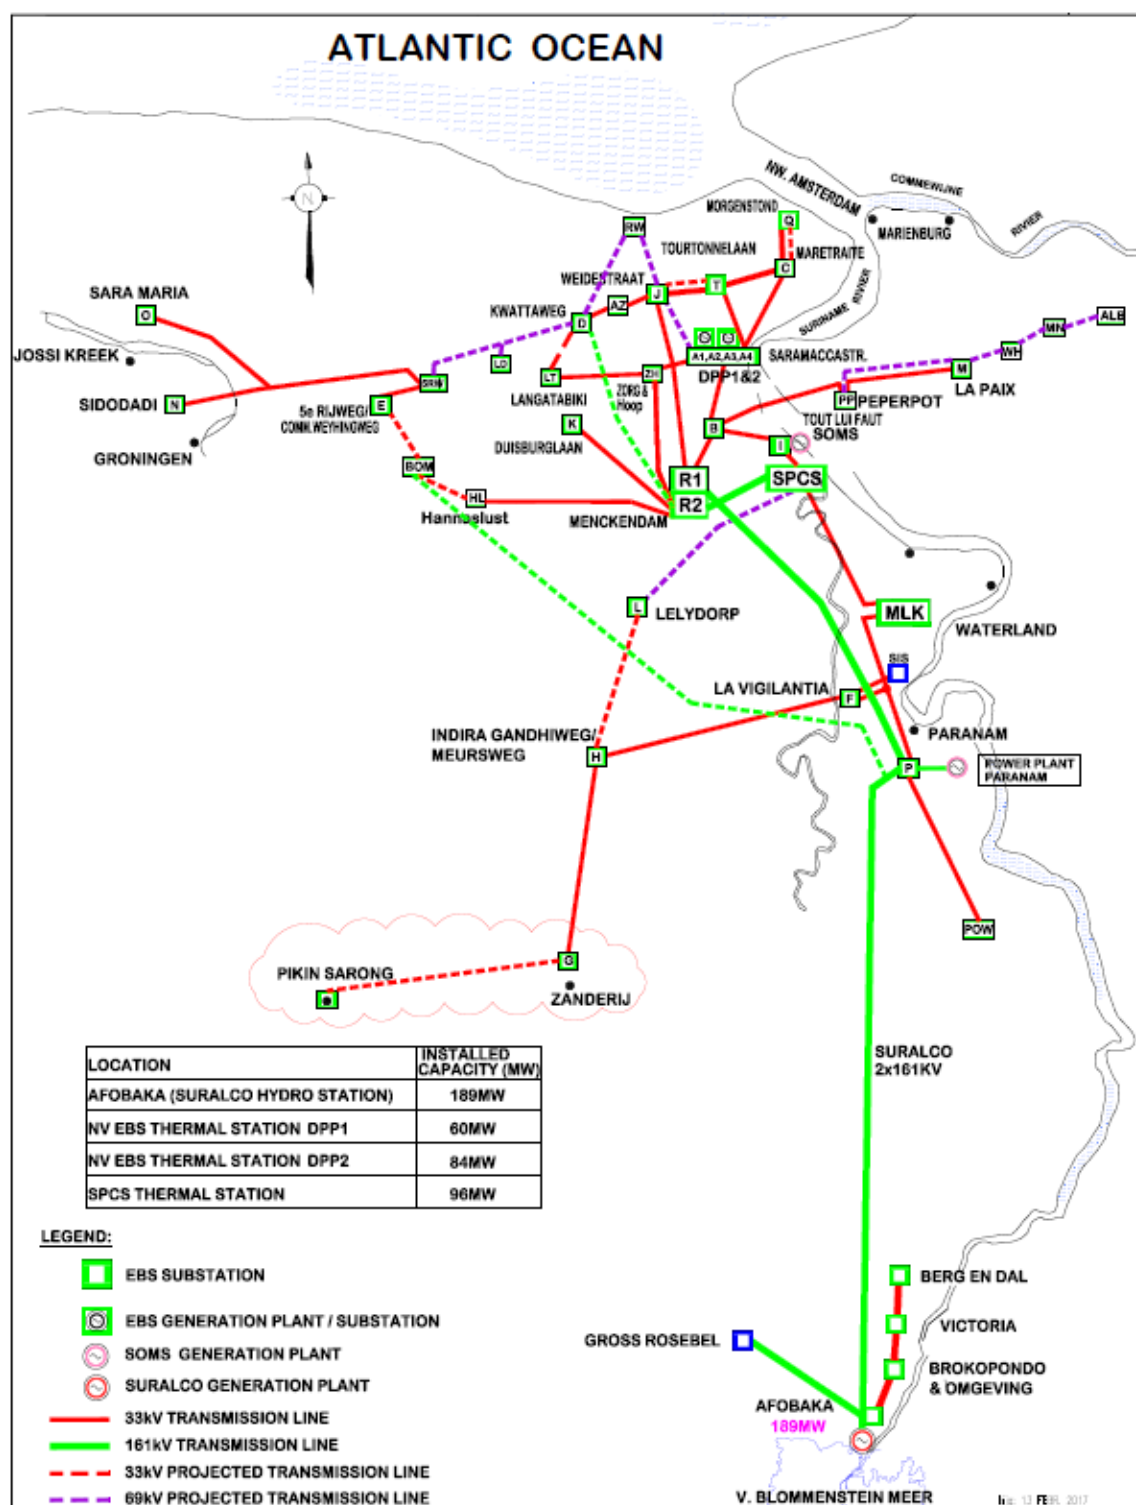 ATLANTIC OCEAN
NW. AMSTERDAM
COMMEWIJNE
RIVIER
MARIENBURG
MORGENSTOND
Q
RW
TOURTONNELAAN
MARETRAITE
C
SURINAME
RIVIER
WEIDESTRAAT
J
T
SARA MARIA
O
KWATTAWEG
AZ
D
ALB
MN
WH
JOSSI KREEK
LD
A1,A2,A3,A4
SARAMACCASTR.
DPP1&2
M
LA PAIX
SIDODADI
N
SRM
E
LT
LANGATABIKI
ZH
ZORG &
Hoop
PP
PEPERPOT
5e RIJWEG/
COMM.WEYHINGWEG
K
DUISBURGLAAN
B
TOUT LUI FAUT
SOMS
I
GRONINGEN
BOM
HL
Hannaslust
R1
R2
SPCS
MENCKENDAM
L
LELYDORP
MLK
WATERLAND
SIS
LA VIGILANTIA
F
INDIRA GANDHIWEG/
MEURSWEG
H
PARANAM
P
POWER PLANT
PARANAM
POW
PIKIN SARONG
G
ZANDERIJ
SURALCO
2x161KV
LOCATION INSTALLED CAPACITY (MW)
AFOBAKA (SURALCO HYDRO STATION) 189MW
NV EBS THERMAL STATION DPP1 60MW
NV EBS THERMAL STATION DPP2 84MW
SPCS THERMAL STATION 96MW
LEGEND:
EBS SUBSTATION
EBS GENERATION PLANT / SUBSTATION
SOMS GENERATION PLANT
SURALCO GENERATION PLANT
33kV TRANSMISSION LINE
161kV TRANSMISSION LINE
33kV PROJECTED TRANSMISSION LINE
69kV PROJECTED TRANSMISSION LINE
BERG EN DAL
VICTORIA
GROSS ROSEBEL
BROKOPONDO
& OMGEVING
AFOBAKA
189MW
V. BLOMMENSTEIN MEER
13 FEBR. 2017